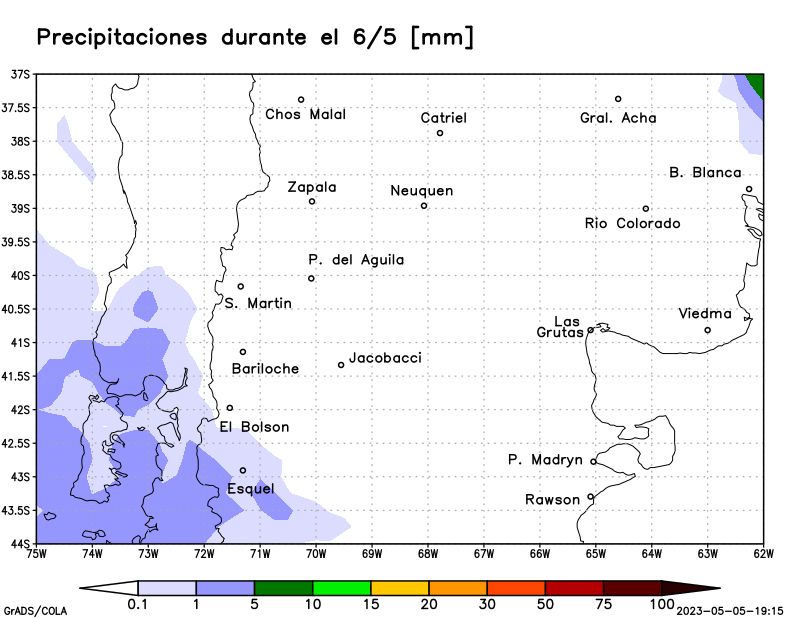 Precipitaciones durante el 6/5 [mm]
37S
37.5S
38S
38.5S
39S
39.5S
40S
40.5S
41S
41.5S
42S
42.5S
43S
43.5S
44S
Chos Malal
Catriel
Gral. Acha
B. Blanca
Zapala
Neuquen
Rio Colorado
P. del Aguila
S. Martin
Viedma
Las
Grutas
Bariloche
Jacobacci
El Bolson
P. Madryn
Esquel
Rawson
75W 74W 73W 72W 71W 70W 69W 68W 67W 66W 65W 64W 63W 62W
0.1 1 5 10 15 20 30 50 75 100
GrADS/COLA
2023-05-05-19:15